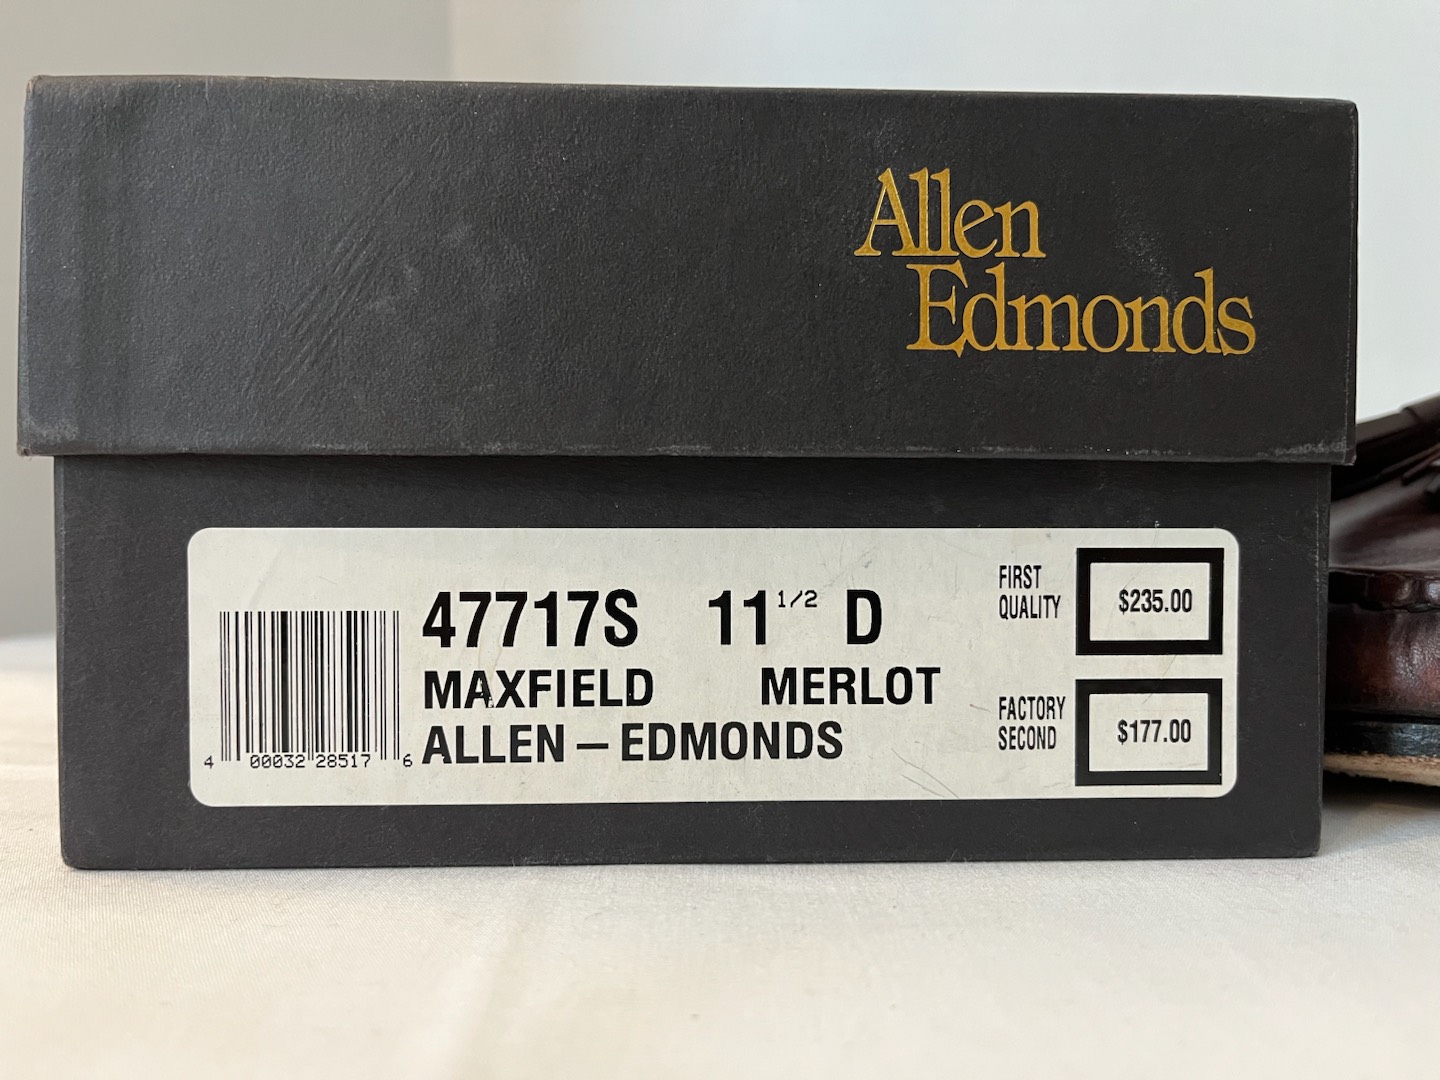 Allen
Edmonds
47717S 11 1/2 D
MAXFIELD MERLOT
ALLEN – EDMONDS
4 00032 28517 6
FIRST
QUALITY
$235.00
FACTORY
SECOND
$177.00